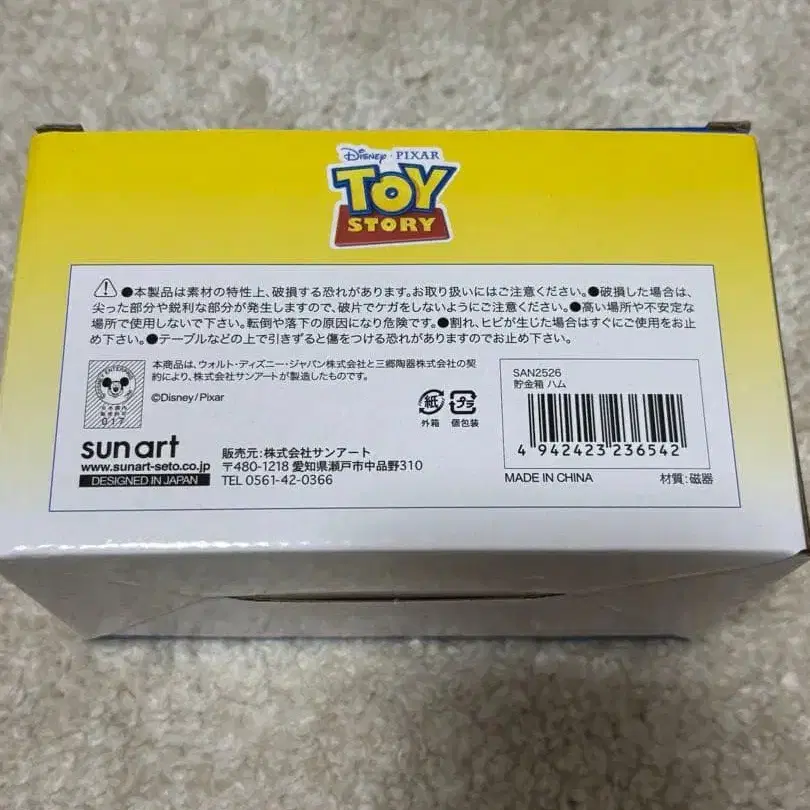 Disney · PIXAR
TOY
STORY
●本製品は素材の特性上、破損する恐れがあります。お取り扱いにはご注意ください。●破損した場合は、
尖った部分や鋭利な部分が発生しますので、破片でケガをしないようにご注意ください。●高い場所や不安定な
場所で使用しないで下さい。転倒や落下の原因になり危険です。●割れ、ヒビが生じた場合はすぐにご使用をお止
め下さい。●テーブルなどの上で引きずると傷をつける恐れがありますのでお止め下さい。
本商品は、ウォルト・ディズニー・ジャパン株式会社と三郷陶器株式会社の契
約により、株式会社サンアートが製造したものです。
©Disney/Pixar
017
紙
外箱
プラ
個包装
SAN2526
貯金箱 ハム
4 942423 236542
MADE IN CHINA
材質:磁器
sunart
www.sunart-seto.co.jp
DESIGNED IN JAPAN
販売元:株式会社サンアート
〒480-1218 愛知県瀬戸市中品野310
TEL 0561-42-0366